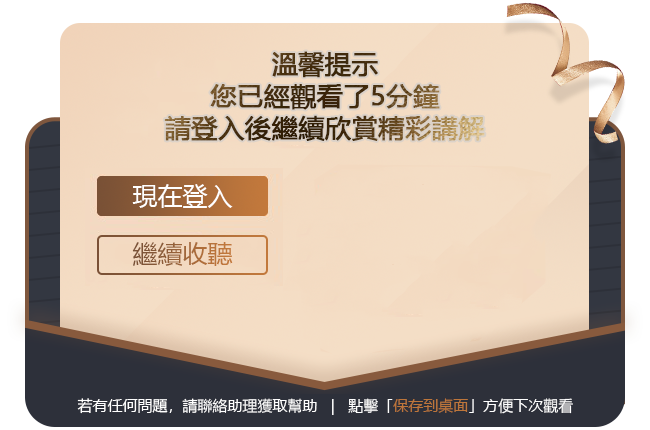 溫馨提示
您已經觀看了5分鐘
請登入後繼續欣賞精彩講解
現在登入
繼續收聽
若有任何問題，請聯絡助理獲取幫助 | 點擊「保存到桌面」方便下次觀看